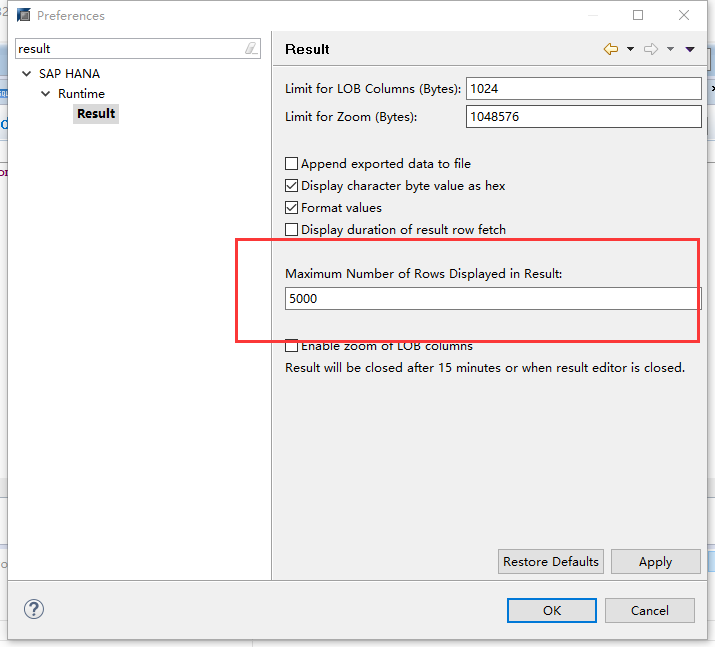 Preferences
result
SAP HANA
Runtime
Result
Result
Limit for LOB Columns (Bytes): 1024
Limit for Zoom (Bytes): 1048576
Append exported data to file
Display character byte value as hex
Format values
Display duration of result row fetch
Maximum Number of Rows Displayed in Result:
5000
Enable zoom of LOB columns
Result will be closed after 15 minutes or when result editor is closed.
Restore Defaults Apply
? OK Cancel